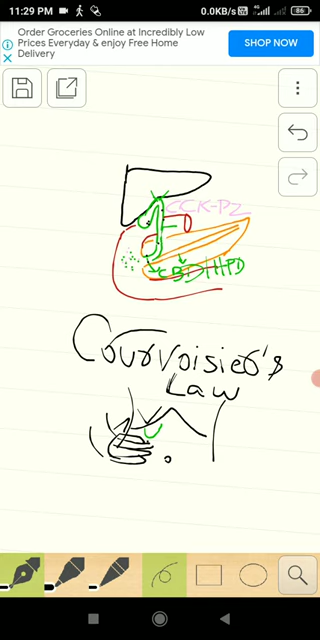 11:29 PM
0.0KB/s
86
Order Groceries Online at Incredibly Low
Prices Everyday & enjoy Free Home
Delivery
SHOP NOW
CCK-PZ
CBD/HPD
Courvoisier's
Law